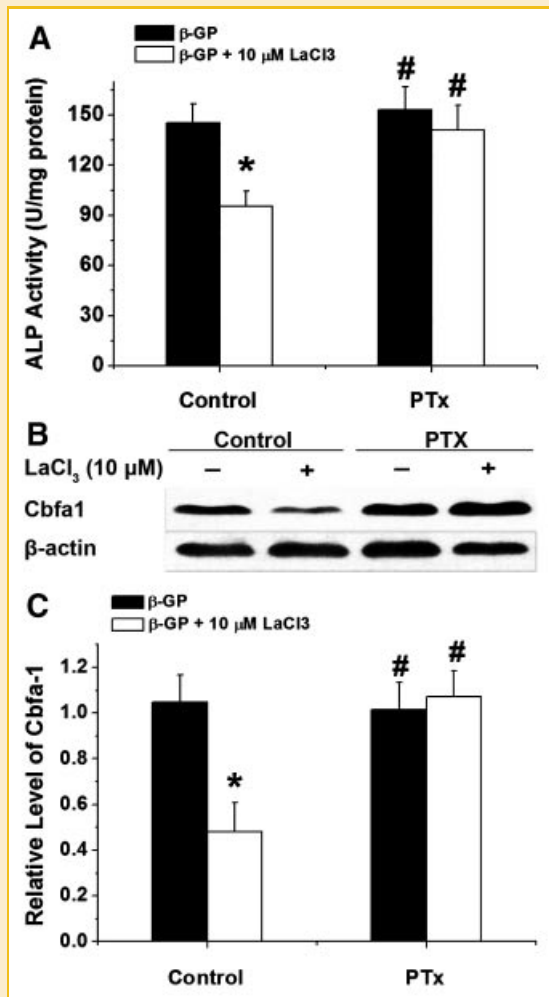 A
β-GP
β-GP + 10 μM LaCl3
ALP Activity (U/mg protein)
150
120
90
60
30
0
*
#
#
Control
PTx
B
Control
PTX
LaCl₃ (10 μM)
–
+
–
+
Cbfa1
β-actin
C
β-GP
β-GP + 10 μM LaCl3
Relative Level of Cbfa-1
1.2
1.0
0.8
0.6
0.4
0.2
0.0
*
#
#
Control
PTx